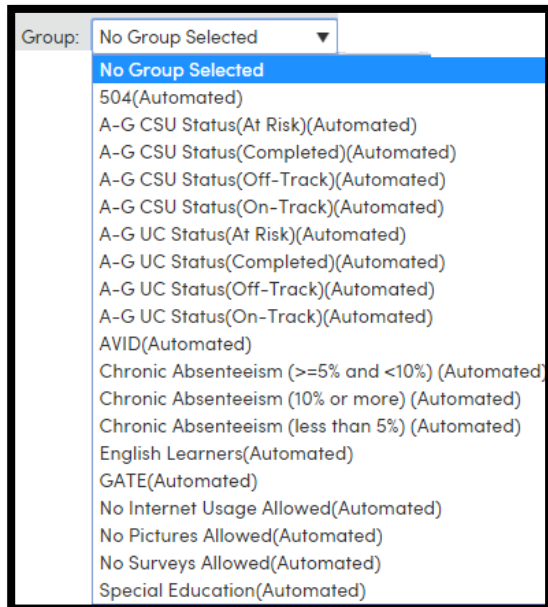 Group: No Group Selected ▼
No Group Selected
504(Automated)
A-G CSU Status(At Risk)(Automated)
A-G CSU Status(Completed)(Automated)
A-G CSU Status(Off-Track)(Automated)
A-G CSU Status(On-Track)(Automated)
A-G UC Status(At Risk)(Automated)
A-G UC Status(Completed)(Automated)
A-G UC Status(Off-Track)(Automated)
A-G UC Status(On-Track)(Automated)
AVID(Automated)
Chronic Absenteeism (>=5% and <10%) (Automated)
Chronic Absenteeism (10% or more) (Automated)
Chronic Absenteeism (less than 5%) (Automated)
English Learners(Automated)
GATE(Automated)
No Internet Usage Allowed(Automated)
No Pictures Allowed(Automated)
No Surveys Allowed(Automated)
Special Education(Automated)